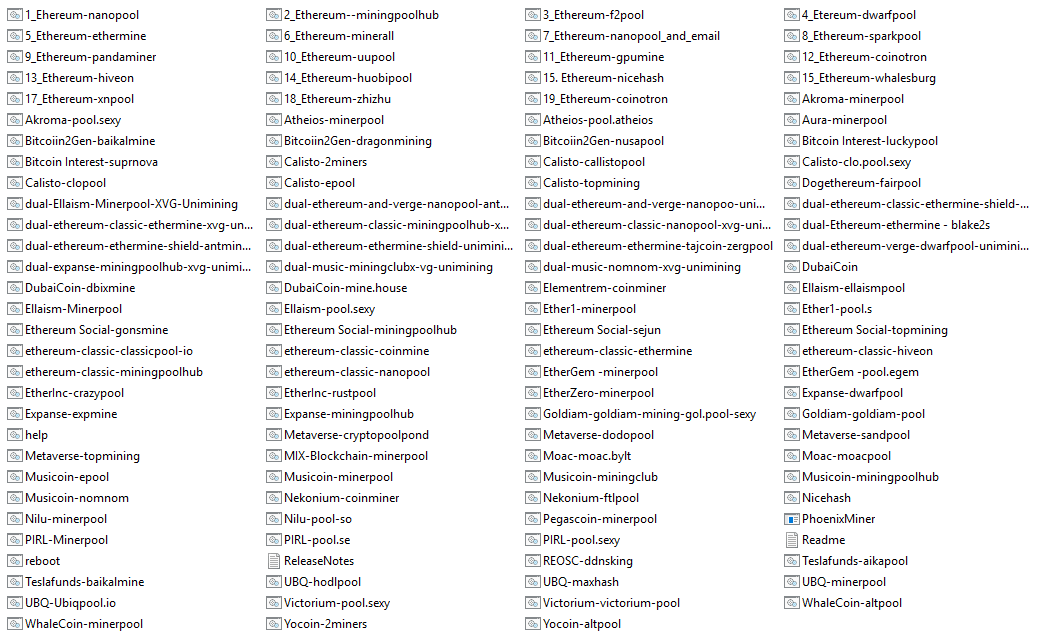 1_Ehereum-nanopool 2_Ethereum--miningpoolhub 3_Ethereum-f2pool 4_Etereum-dwarfpool
5_Ethereum-ethermine 6_Ethereum-minerall 7_Ethereum-nanopool_and_email 8_Ethereum-sparkpool
9_Ethereum-pandaminer 10_Ethereum-uupool 11_Ethereum-gpumine 12_Ethereum-coinotron
13_Ethereum-hiveon 14_Ethereum-huobipool 15. Ethereum-nicehash 15_Ethereum-whalesburg
17_Ethereum-xnpool 18_Ethereum-zhizhu 19_Ethereum-coinotron Akroma-minerpool
Akroma-pool.sexy Atheios-minerpool Atheios-pool.atheios Aura-minerpool
Bitcoiin2Gen-baikalmine Bitcoiin2Gen-dragonmining Bitcoiin2Gen-nusapool Bitcoin Interest-luckypool
Bitcoin Interest-suprnova Calisto-2miners Calisto-callistopool Calisto-clo.pool.sexy
Calisto-clopool Calisto-epool Calisto-topmining Dogethereum-fairpool
dual-Ellaism-Minerpool-XVG-Unimining dual-ethereum-and-verge-nanopool-ant... dual-ethereum-and-verge-nanopoo-uni... dual-ethereum-classic-ethermine-shield-...
dual-ethereum-classic-ethermine-xvg-un... dual-ethereum-classic-miningpoolhub-x... dual-ethereum-classic-nanopool-xvg-uni... dual-Ethereum-ethermine - blake2s
dual-ethereum-ethermine-shield-antmin... dual-ethereum-ethermine-shield-unimini... dual-ethereum-ethermine-tajcoin-zergpool dual-ethereum-verge-dwarfpool-unimini...
dual-expanse-miningpoolhub-xvg-unimi... dual-music-miningclubx-vg-unimining dual-music-nomnom-xvg-unimining DubaiCoin
DubaiCoin-dbixmine DubaiCoin-mine.house Elementrem-coinminer Ellaism-ellaismpool
Ellaism-Minerpool Ellaism-pool.sexy Ether1-minerpool Ether1-pool.s
Ethereum Social-gonsmine Ethereum Social-miningpoolhub Ethereum Social-sejun Ethereum Social-topmining
ethereum-classic-classicpool-io ethereum-classic-coinmine ethereum-classic-ethermine ethereum-classic-hiveon
ethereum-classic-miningpoolhub ethereum-classic-nanopool EtherGem -minerpool EtherGem -pool.egem
EtherInc-crazypool EtherInc-rustpool EtherZero-minerpool Expanse-dwarfpool
Expanse-expmine Expanse-miningpoolhub Goldiam-goldiam-mining-gol.pool-sexy Goldiam-goldiam-pool
help Metaverse-cryptopoolpond Metaverse-dodopool Metaverse-sandpool
Metaverse-topmining MIX-Blockchain-minerpool Moac-moac.bylt Moac-moacpool
Musicoin-epool Musicoin-minerpool Musicoin-miningclub Musicoin-miningpoolhub
Musicoin-nomnom Nekonium-coinminer Nekonium-ftlpool Nicehash
Nilu-minerpool Nilu-pool-so Pegascoin-minerpool PhoenixMiner
PIRL-Minerpool PIRL-pool.se PIRL-pool.sexy Readme
reboot ReleaseNotes REOSC-ddnsking Teslafunds-aikapool
Teslafunds-baikalmine UBQ-hodlpool UBQ-maxhash UBQ-minerpool
UBQ-Ubiqpool.io Victorium-pool.sexy Victorium-victorium-pool WhaleCoin-altpool
WhaleCoin-minerpool Yocoin-2miners Yocoin-altpool